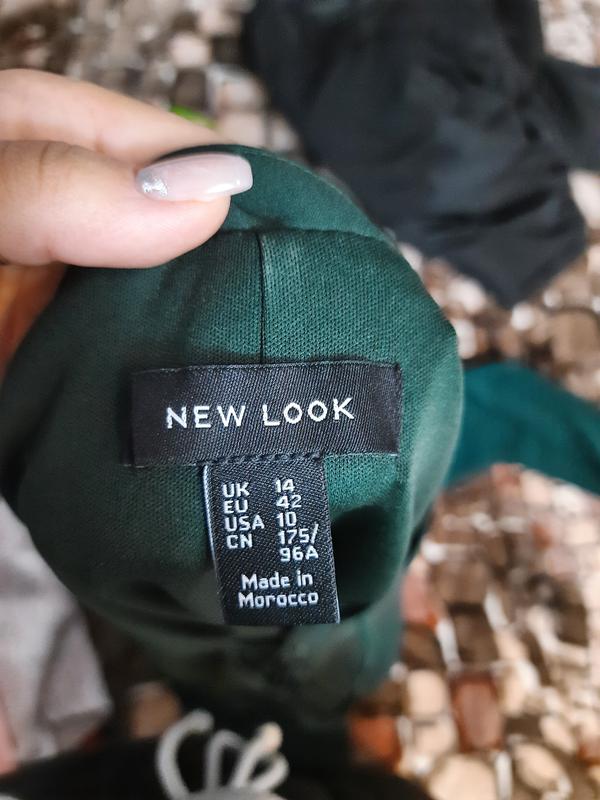 NEW LOOK
UK 14
EU 42
USA 10
CN 175/
96A
Made in
Morocco